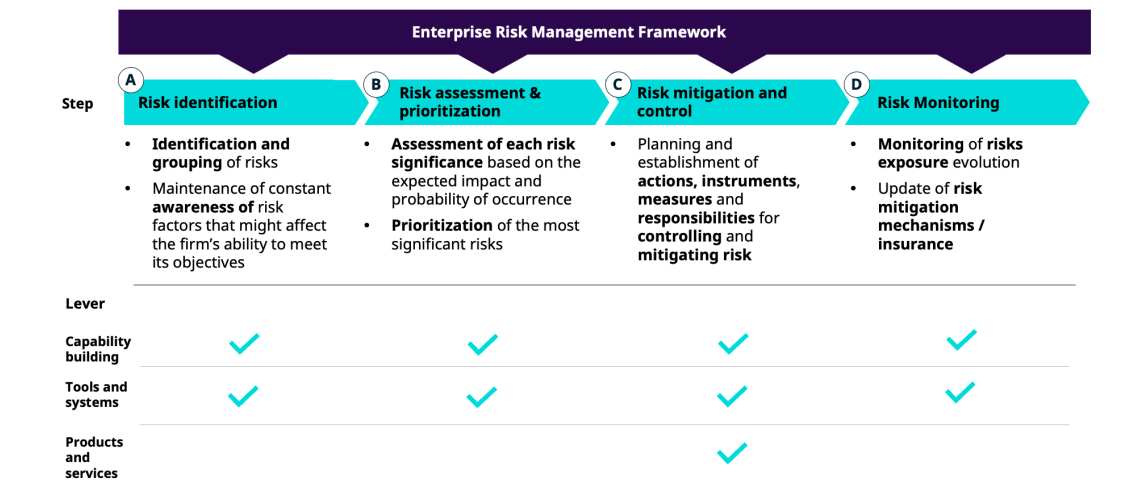 Enterprise Risk Management Framework
Step
A
Risk identification
• Identification and
grouping of risks
• Maintenance of constant
awareness of risk
factors that might affect
the firm's ability to meet
its objectives
B
Risk assessment &
prioritization
• Assessment of each risk
significance based on the
expected impact and
probability of occurrence
• Prioritization of the most
significant risks
C
Risk mitigation and
control
• Planning and
establishment of
actions, instruments,
measures and
responsibilities for
controlling and
mitigating risk
D
Risk Monitoring
• Monitoring of risks
exposure evolution
• Update of risk
mitigation
mechanisms /
insurance
Lever
Capability
building
Tools and
systems
Products
and
services